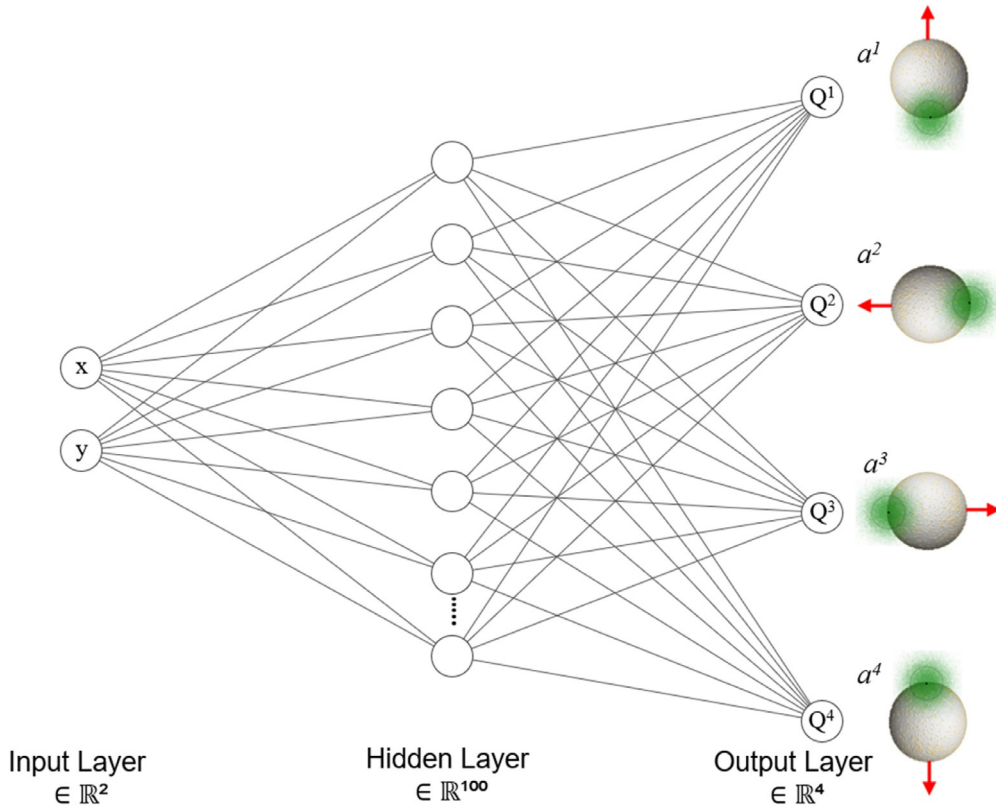 a¹
Q¹
a²
Q²
x
y
a³
Q³
a⁴
Q⁴
Input Layer
∈ ℝ²
Hidden Layer
∈ ℝ¹⁰⁰
Output Layer
∈ ℝ⁴